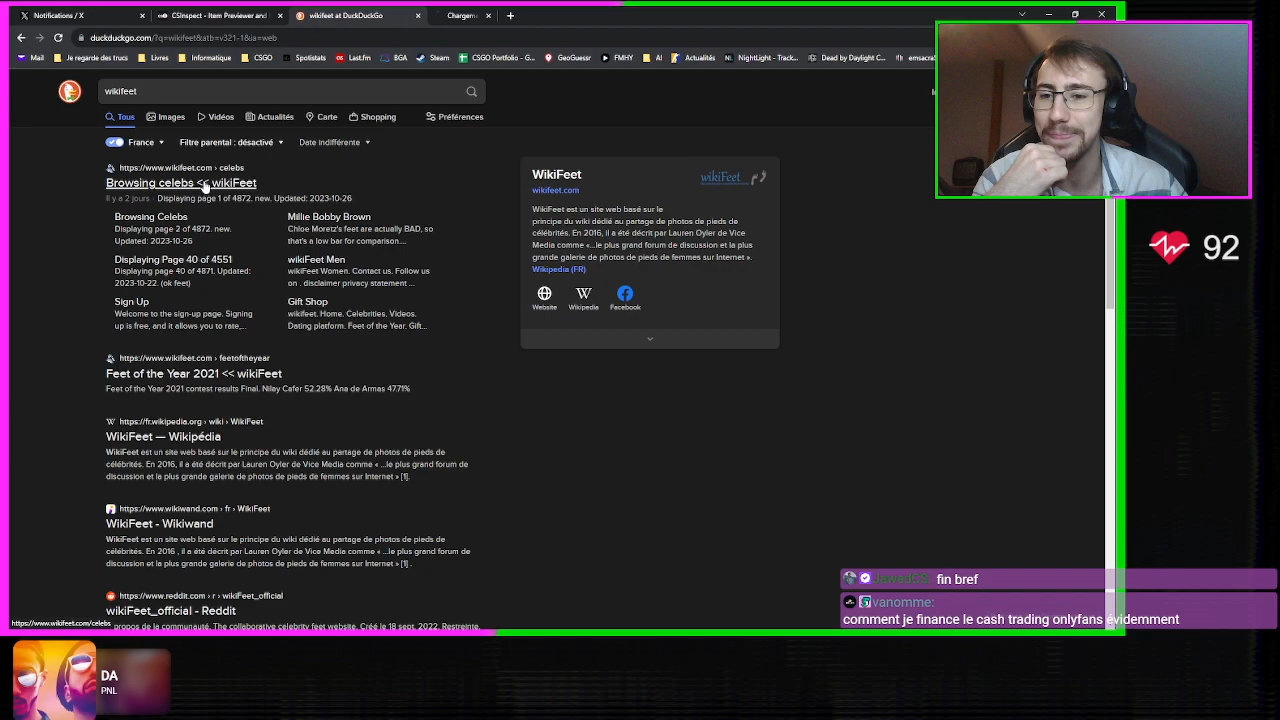 Notifications / X
CSInspect - Item Previewer and
wikifeet at DuckDuckGo
Chargeme
duckduckgo.com/?q=wikifeet&atb=v321-1&ia=web
Mail
Je regarde des trucs
Livres
Informatique
CSGO
Spotistats
Last.fm
BGA
Steam
CSGO Portfolio - G...
GeoGuessr
FMHY
AI
Actualités
NightLight - Track...
Dead by Daylight C...
emsacra
wikifeet
Tous
Images
Vidéos
Actualités
Carte
Shopping
Préférences
France
Filtre parental : désactivé
Date indifférente
https://www.wikifeet.com › celebs
Browsing celebs << wikiFeet
Il y a 2 jours · Displaying page 1 of 4872. new. Updated: 2023-10-26
Browsing Celebs
Displaying page 2 of 4872. new.
Updated: 2023-10-26
Millie Bobby Brown
Chloe Moretz's feet are actually BAD, so
that's a low bar for comparison....
Displaying Page 40 of 4551
Displaying page 40 of 4871. Updated:
2023-10-22. (ok feet)
wikiFeet Men
wikiFeet Women. Contact us. Follow us
on . disclaimer privacy statement ...
Sign Up
Welcome to the sign-up page. Signing
up is free, and it allows you to rate,...
Gift Shop
wikifeet. Home. Celebrities. Videos.
Dating platform. Feet of the Year. Gift...
https://www.wikifeet.com › feetoftheyear
Feet of the Year 2021 << wikiFeet
Feet of the Year 2021 contest results Final. Nilay Cafer 52.28% Ana de Armas 47.71%
https://fr.wikipedia.org › wiki › WikiFeet
WikiFeet — Wikipédia
WikiFeet est un site web basé sur le principe du wiki dédié au partage de photos de pieds de
célébrités. En 2016, il a été décrit par Lauren Oyler de Vice Media comme « ...le plus grand forum de
discussion et la plus grande galerie de photos de pieds de femmes sur Internet » [1].
https://www.wikiwand.com › fr › WikiFeet
WikiFeet - Wikiwand
WikiFeet est un site web basé sur le principe du wiki dédié au partage de photos de pieds de
célébrités. En 2016 , il a été décrit par Lauren Oyler de Vice Media comme « ...le plus grand forum de
discussion et la plus grande galerie de photos de pieds de femmes sur Internet » [1] .
https://www.reddit.com › r › wikiFeet_official
wikiFeet_official - Reddit
propos de la communauté. The collaborative celebrity feet website. Créé le 18 sept. 2022. Restreinte.
https://www.wikifeet.com/celebs
WikiFeet
wikifeet.com
wikiFeet
WikiFeet est un site web basé sur le
principe du wiki dédié au partage de photos de pieds de
célébrités. En 2016, il a été décrit par Lauren Oyler de Vice
Media comme «...le plus grand forum de discussion et la plus
grande galerie de photos de pieds de femmes sur Internet ».
Wikipedia (FR)
Website
Wikipedia
Facebook
92
JawadCS: fin bref
vanomme:
comment je finance le cash trading onlyfans évidemment
DA
PNL